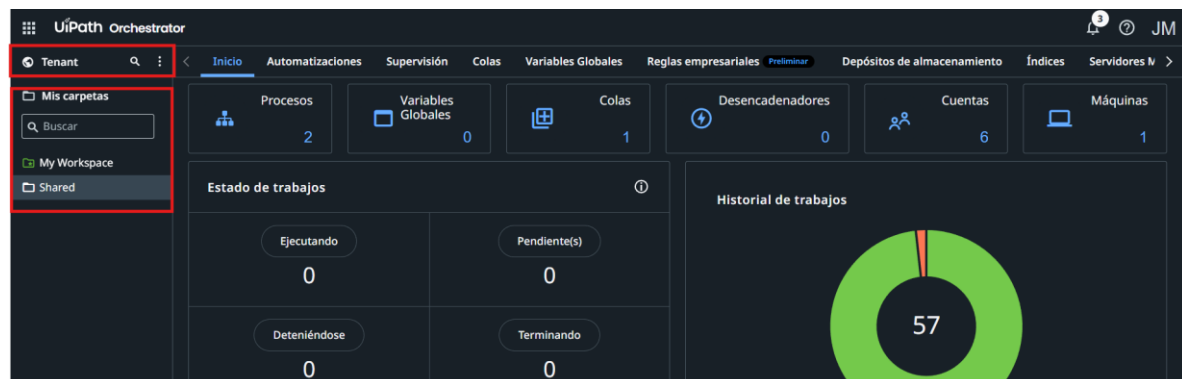 UiPath Orchestrator
3
JM
Tenant
Inicio Automatizaciones Supervisión Colas Variables Globales Reglas empresariales Preliminar Depósitos de almacenamiento Índices Servidores M
Mis carpetas
Buscar
My Workspace
Shared
Procesos
2
Variables
Globales
0
Colas
1
Desencadenadores
0
Cuentas
6
Máquinas
1
Estado de trabajos
Ejecutando
0
Pendiente(s)
0
Deteniéndose
0
Terminando
0
Historial de trabajos
57